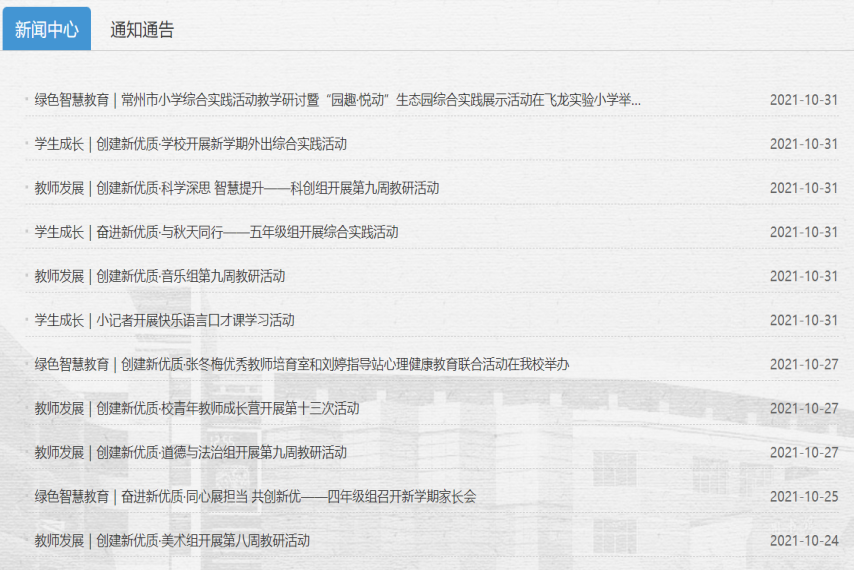 新闻中心 通知通告
绿色智慧教育 | 常州市小学综合实践活动教学研讨暨“园趣·悦动”生态园综合实践展示活动在飞龙实验小学举... 2021-10-31
学生成长 | 创建新优质·学校开展新学期外出综合实践活动 2021-10-31
教师发展 | 创建新优质·科学深思 智慧提升——科创组开展第九周教研活动 2021-10-31
学生成长 | 奋进新优质·与秋天同行——五年级组开展综合实践活动 2021-10-31
教师发展 | 创建新优质·音乐组第九周教研活动 2021-10-31
学生成长 | 小记者开展快乐语言口才课学习活动 2021-10-31
绿色智慧教育 | 创建新优质·张冬梅优秀教师培育室和刘婷指导站心理健康教育联合活动在我校举办 2021-10-27
教师发展 | 创建新优质·校青年教师成长营开展第十三次活动 2021-10-27
教师发展 | 创建新优质·道德与法治组开展第九周教研活动 2021-10-27
绿色智慧教育 | 奋进新优质·同心展担当 共创新优——四年级组召开新学期家长会 2021-10-25
教师发展 | 创建新优质·美术组开展第八周教研活动 2021-10-24